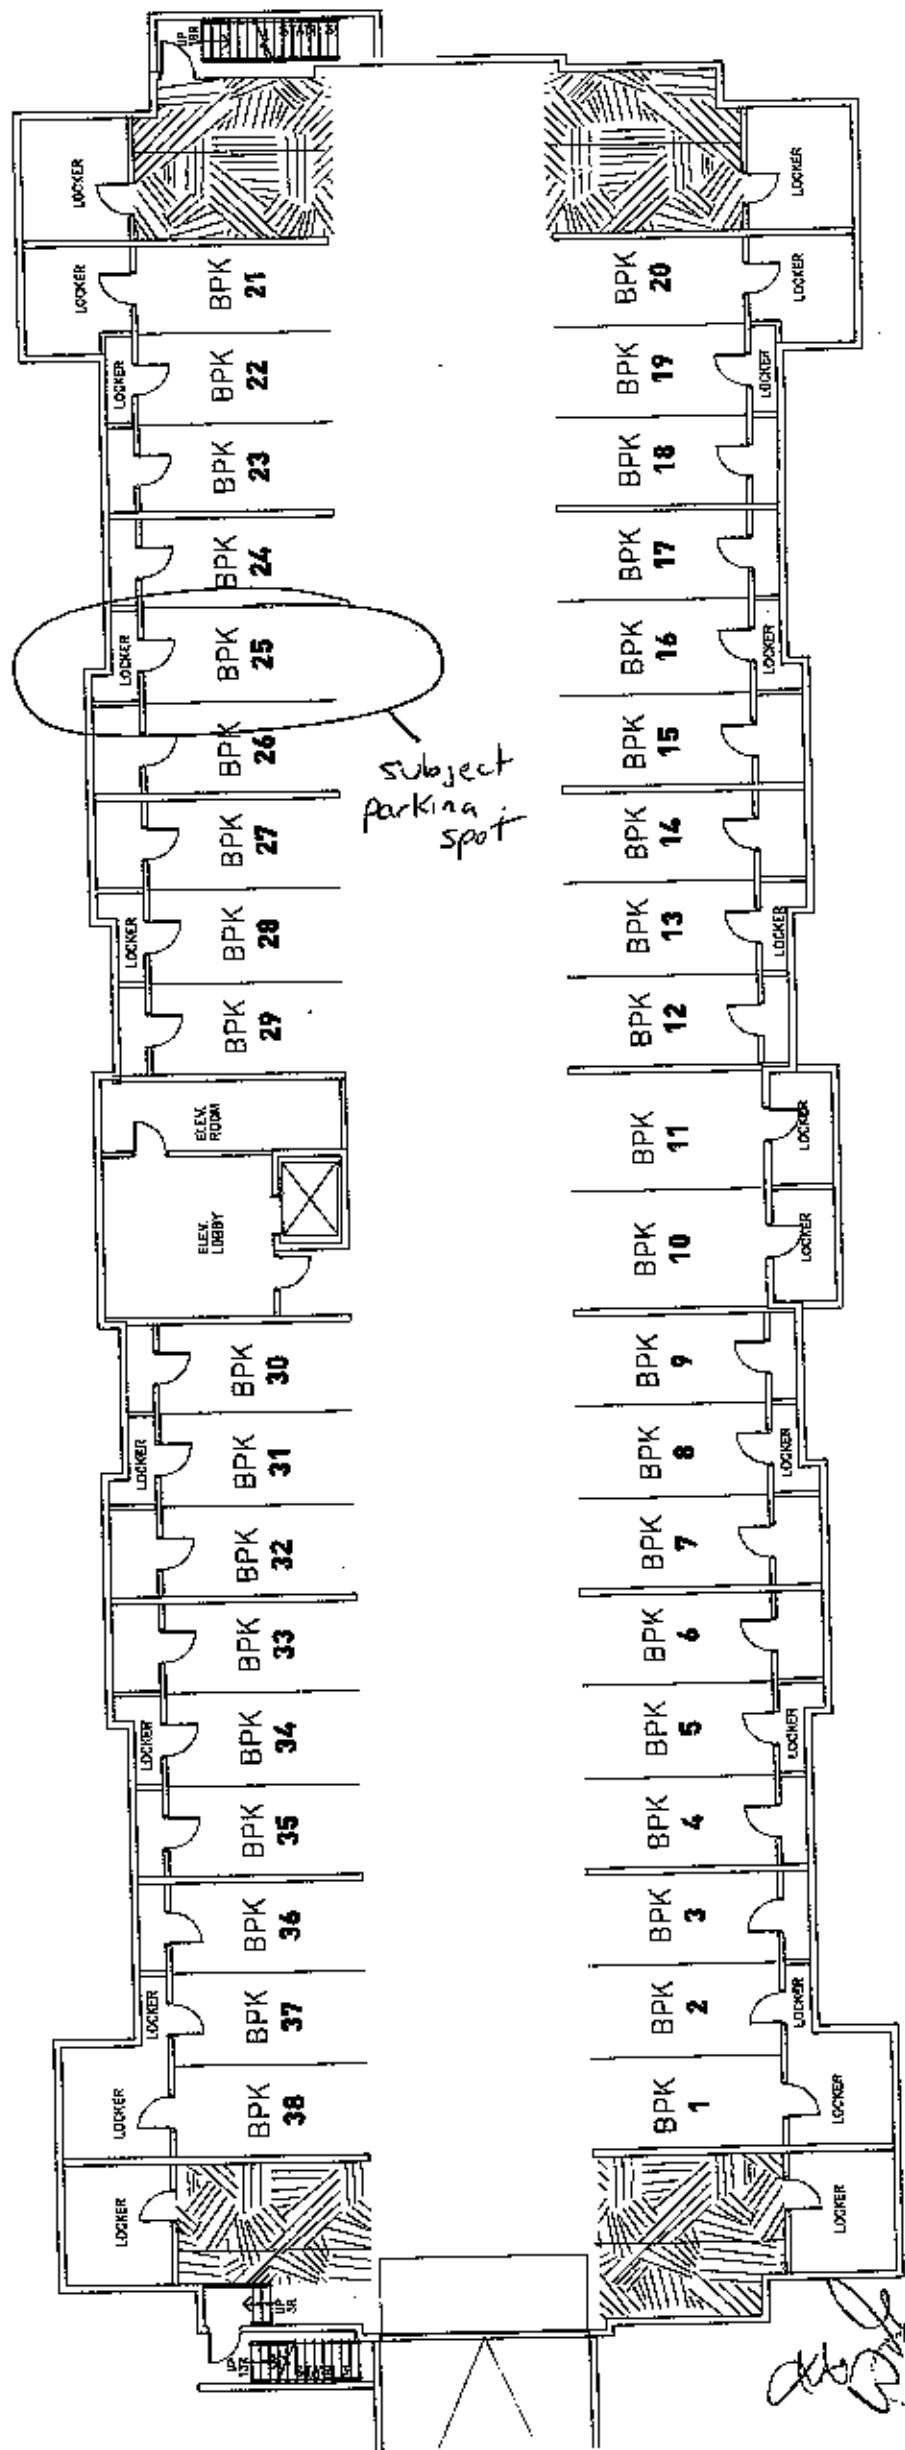 UP
18R
LOCKER
LOCKER
LOCKER
LOCKER
BPK
21
BPK
20
LOCKER
BPK
22
BPK
19
LOCKER
BPK
23
BPK
18
BPK
24
BPK
17
LOCKER
BPK
25
BPK
16
LOCKER
BPK
26
BPK
15
subject
parking
spot
BPK
27
BPK
14
LOCKER
BPK
28
BPK
13
LOCKER
BPK
29
BPK
12
ELEV.
ROOM
BPK
11
LOCKER
ELEV.
LOBBY
BPK
10
LOCKER
BPK
30
BPK
9
LOCKER
BPK
31
BPK
8
LOCKER
BPK
32
BPK
7
BPK
33
BPK
6
LOCKER
BPK
34
BPK
5
LOCKER
BPK
35
BPK
4
BPK
36
BPK
3
LOCKER
BPK
37
BPK
2
LOCKER
LOCKER
BPK
38
BPK
1
LOCKER
LOCKER
LOCKER
UP
UP